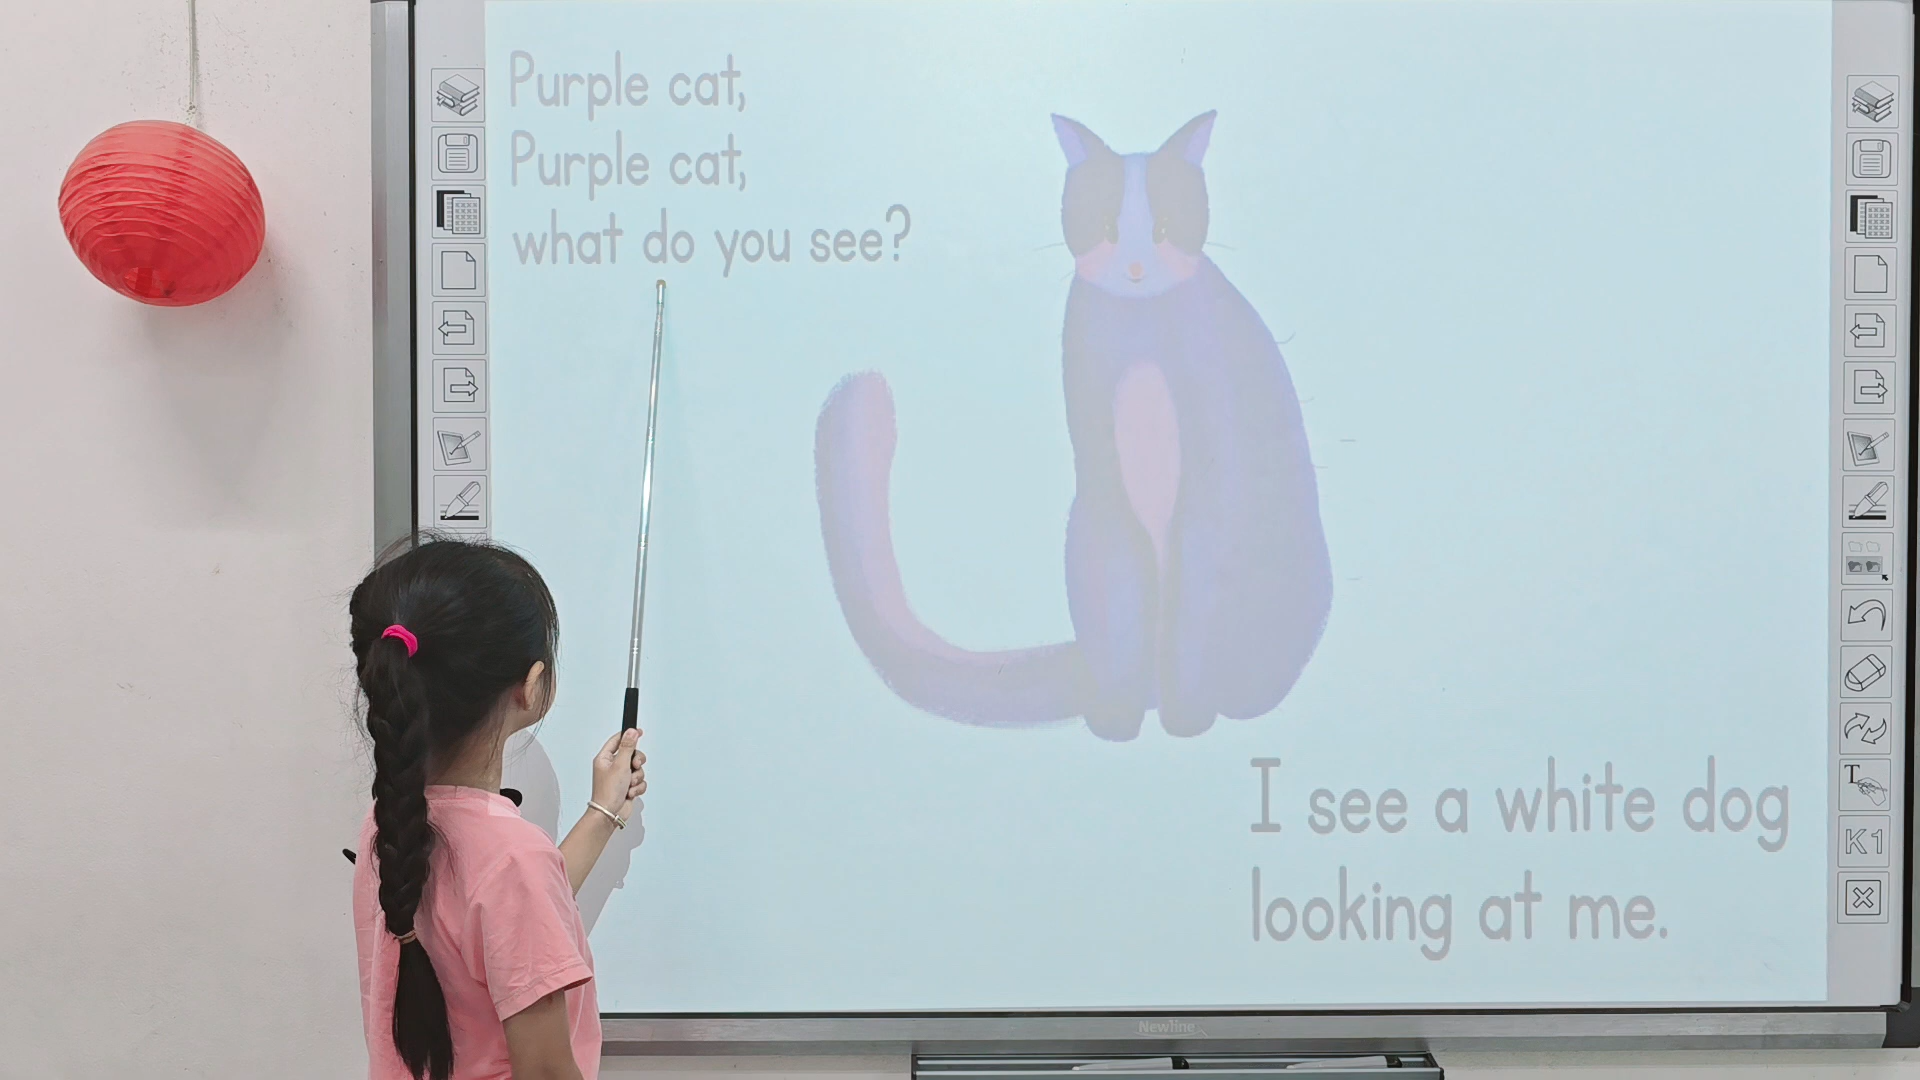 Purple cat,
Purple cat,
what do you see?
I see a white dog
looking at me.
T
K1
Newline